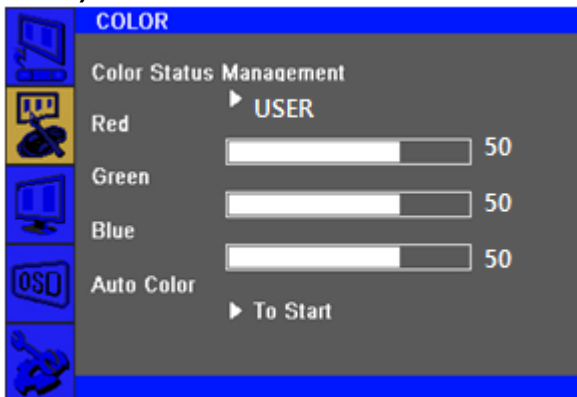 COLOR
Color Status Management
USER
Red
50
Green
50
Blue
50
Auto Color
To Start
OSD